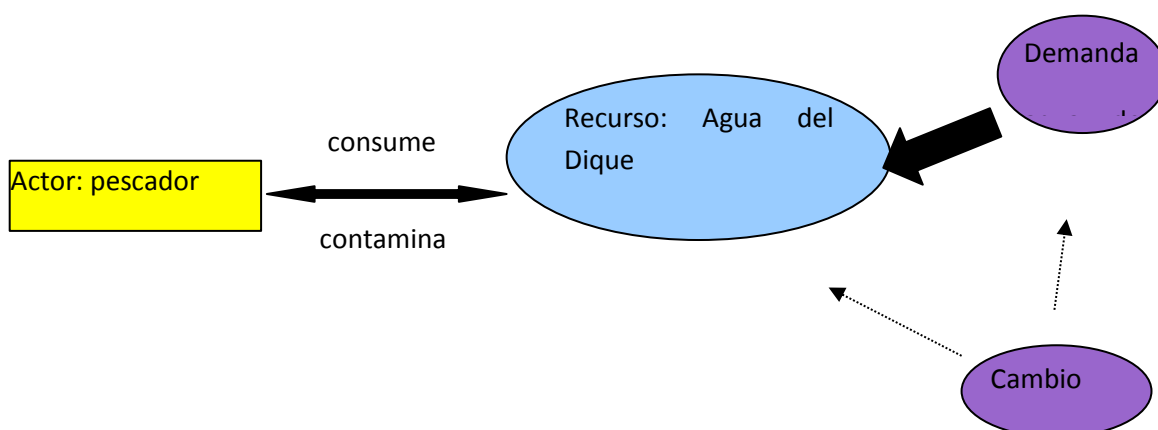 Demanda
Recurso: Agua del
Dique
consume
Actor: pescador
contamina
Cambio